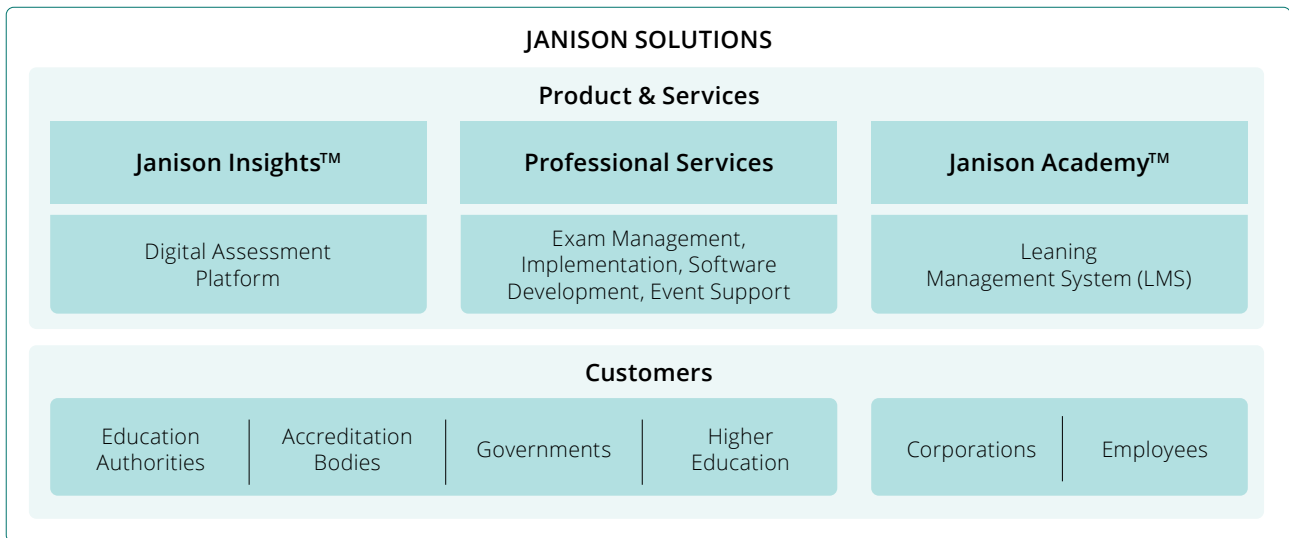 JANISON SOLUTIONS
Product & Services
Janison Insights™
Professional Services
Janison Academy™
Digital Assessment
Platform
Exam Management,
Implementation, Software
Development, Event Support
Leaning
Management System (LMS)
Customers
Education
Authorities
Accreditation
Bodies
Governments
Higher
Education
Corporations
Employees